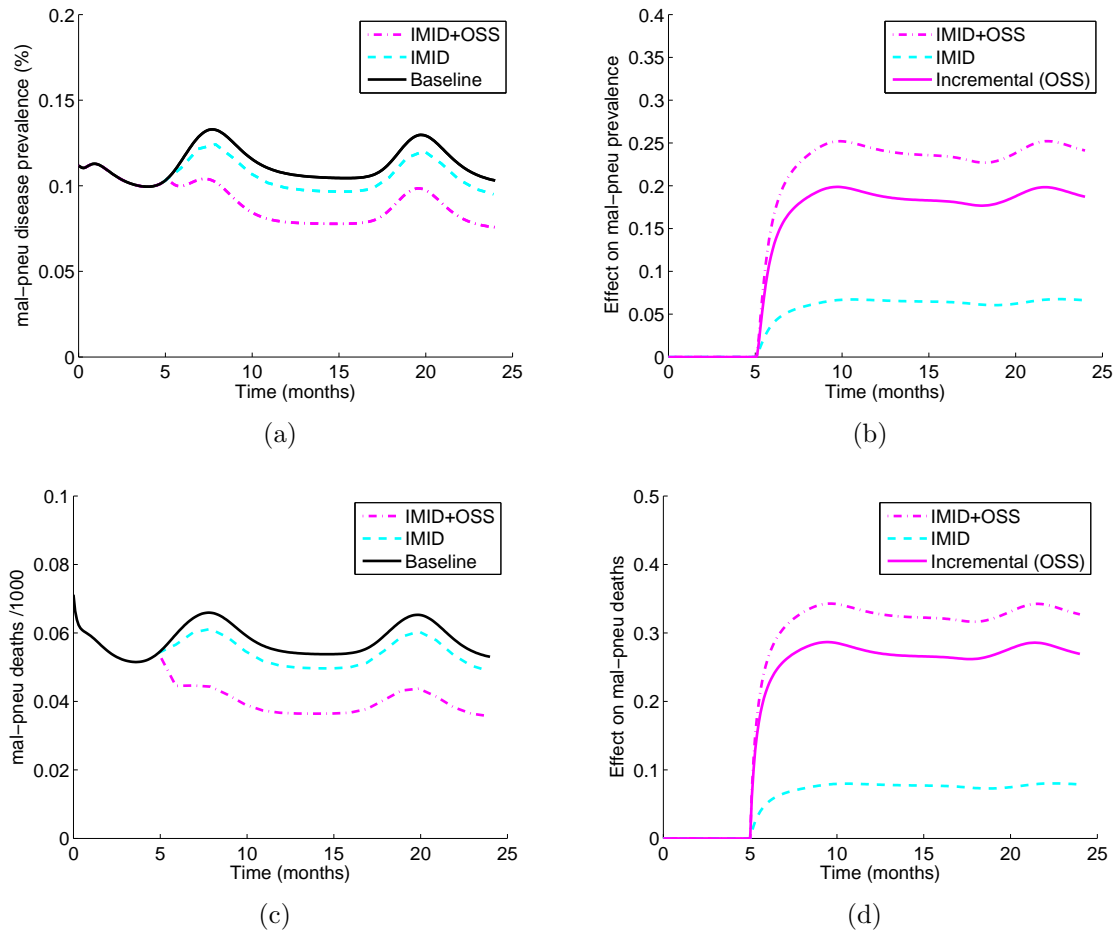 0.2
0.15
0.1
0.05
0
mal−pneu disease prevalence (%)
IMID+OSS
IMID
Baseline
0 5 10 15 20 25
Time (months)
(a)
0.4
0.35
0.3
0.25
0.2
0.15
0.1
0.05
0
Effect on mal−pneu prevalence
IMID+OSS
IMID
Incremental (OSS)
0 5 10 15 20 25
Time (months)
(b)
0.1
0.08
0.06
0.04
0.02
0
mal−pneu deaths /1000
IMID+OSS
IMID
Baseline
0 5 10 15 20 25
Time (months)
(c)
0.5
0.4
0.3
0.2
0.1
0
Effect on mal−pneu deaths
IMID+OSS
IMID
Incremental (OSS)
0 5 10 15 20 25
Time (months)
(d)